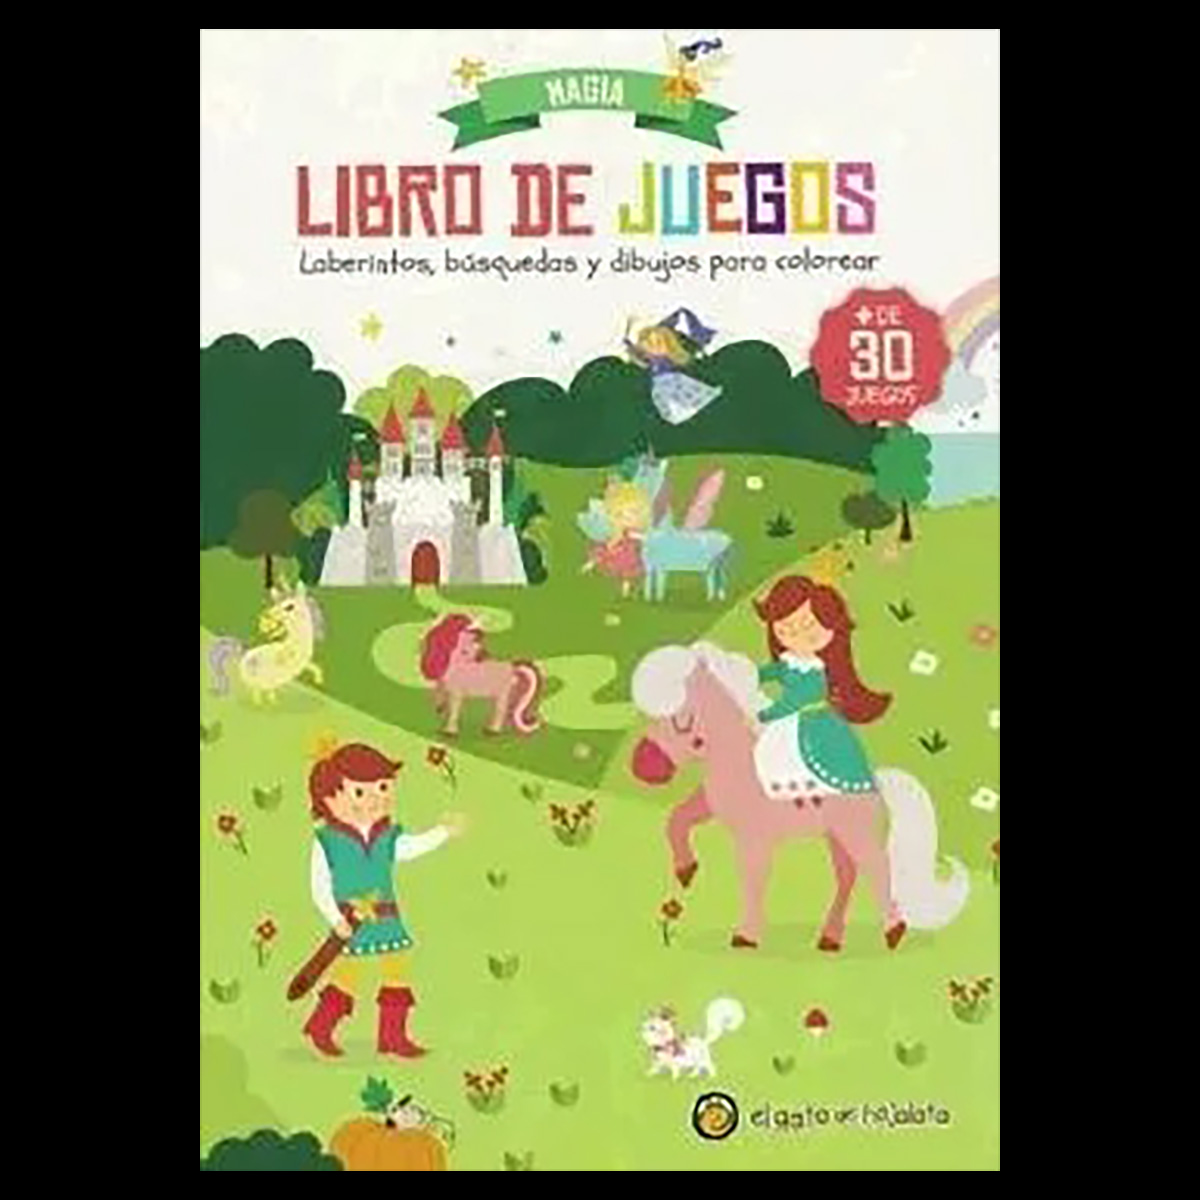 MAGIA
LIBRO DE JUEGOS
Laberintos, búsquedas y dibujos para colorear
+ DE
30
JUEGOS
el gato de hojalata